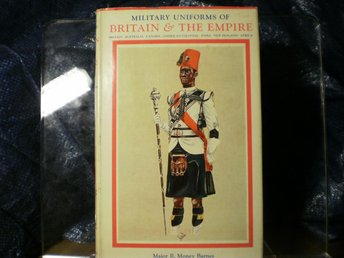 MILITARY UNIFORMS OF
BRITAIN & THE EMPIRE
Major R. Money Barnes